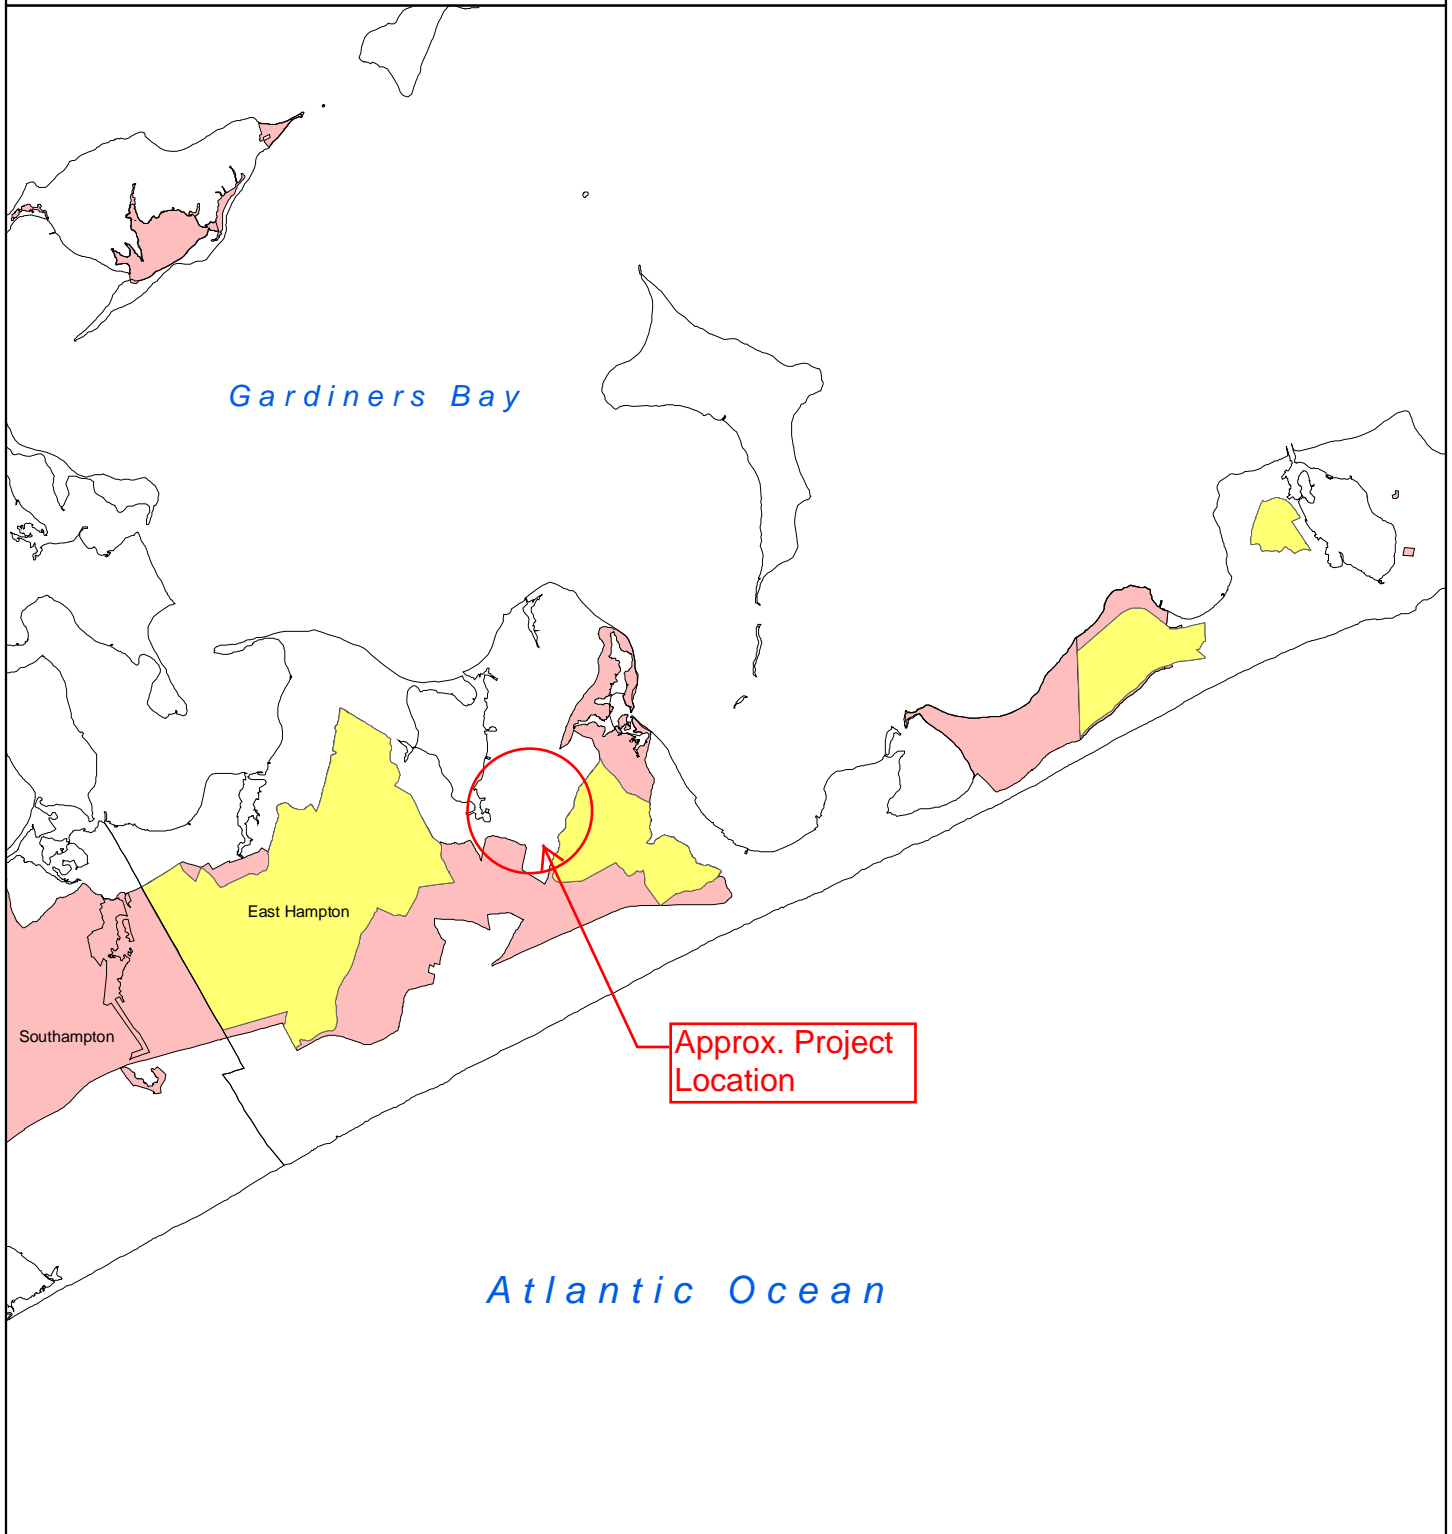 Gardiners Bay
East Hampton
Southampton
Approx. Project
Location
Atlantic Ocean